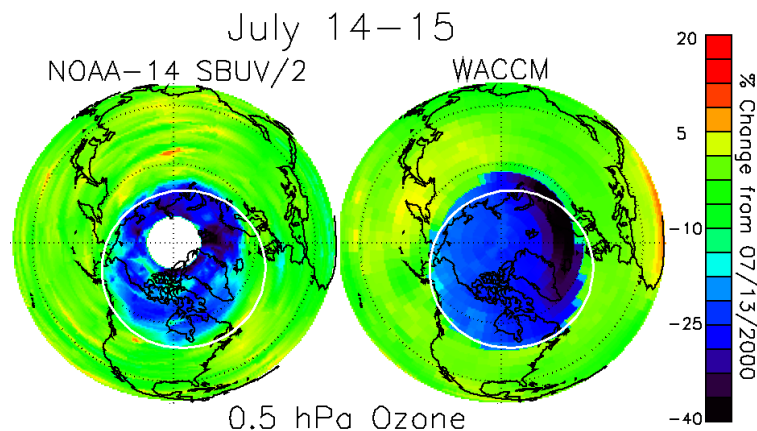 July 14-15
NOAA-14 SBUV/2
WACCM
20
5
-10
-25
-40
% Change from 07/13/2000
0.5 hPa Ozone